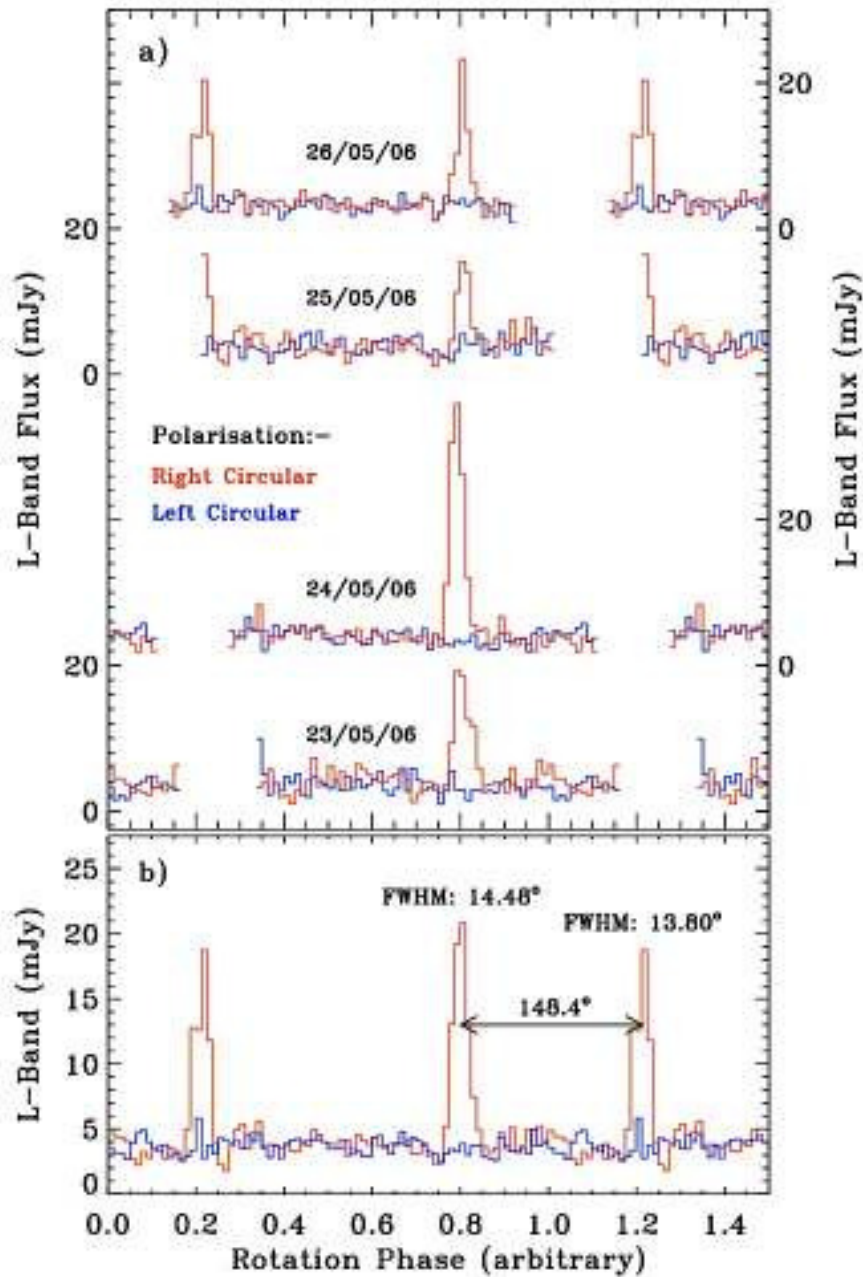 a)
20
26/05/06
0
20
25/05/06
0
L-Band Flux (mJy)
L-Band Flux (mJy)
Polarisation:-
Right Circular
Left Circular
20
24/05/06
0
20
23/05/06
0
b)
25
20
15
10
5
0
L-Band (mJy)
FWHM: 14.48°
FWHM: 13.80°
148.4°
0.0 0.2 0.4 0.6 0.8 1.0 1.2 1.4
Rotation Phase (arbitrary)